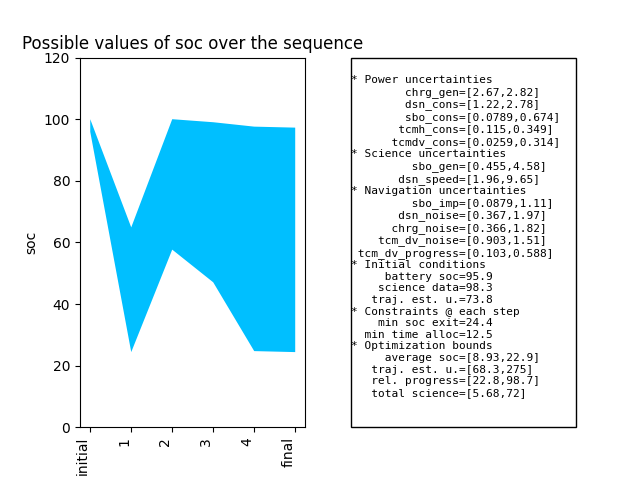 Possible values of soc over the sequence
120
100
80
60
40
20
0
soc
initial
1
2
3
4
final
* Power uncertainties
chrg_gen=[2.67,2.82]
dsn_cons=[1.22,2.78]
sbo_cons=[0.0789,0.674]
tcmh_cons=[0.115,0.349]
tcmdv_cons=[0.0259,0.314]
* Science uncertainties
sbo_gen=[0.455,4.58]
dsn_speed=[1.96,9.65]
* Navigation uncertainties
sbo_imp=[0.0879,1.11]
dsn_noise=[0.367,1.97]
chrg_noise=[0.366,1.82]
tcm_dv_noise=[0.903,1.51]
tcm_dv_progress=[0.103,0.588]
* Initial conditions
battery soc=95.9
science data=98.3
traj. est. u.=73.8
* Constraints @ each step
min soc exit=24.4
min time alloc=12.5
* Optimization bounds
average soc=[8.93,22.9]
traj. est. u.=[68.3,275]
rel. progress=[22.8,98.7]
total science=[5.68,72]